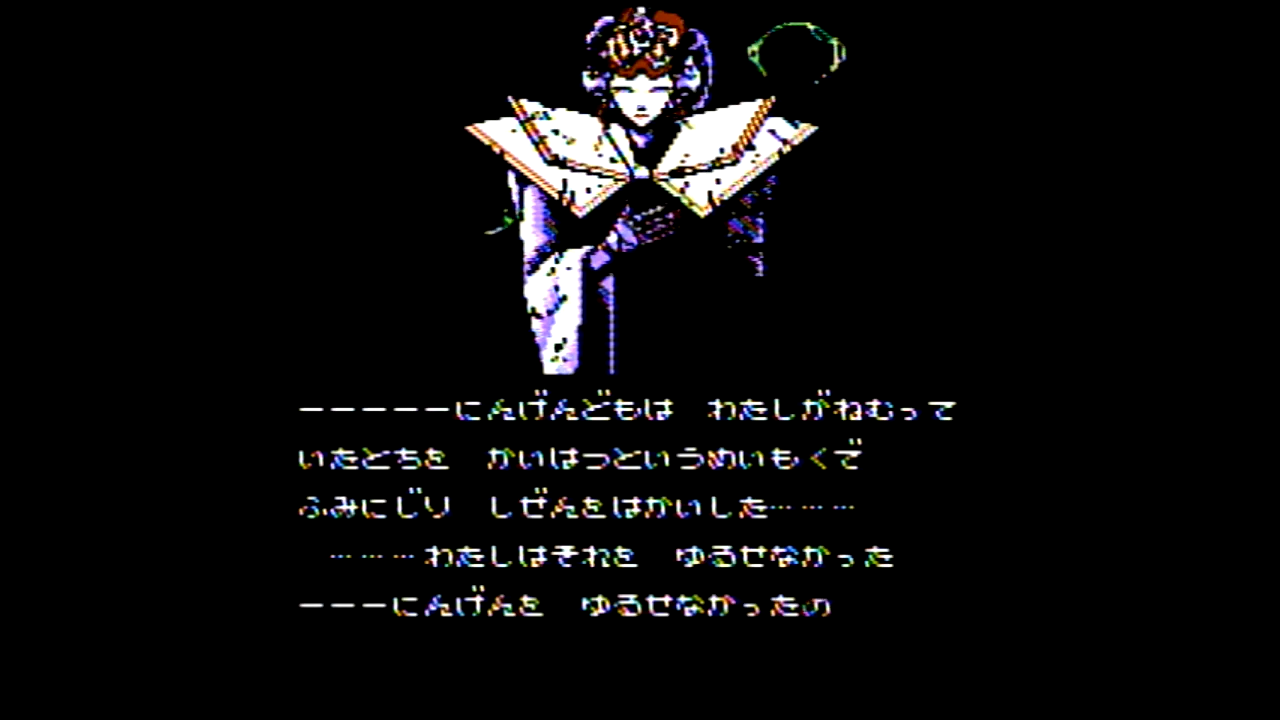 ーーーーーにんげんどもは わたしがねむって
いたとちを かいはつというめいもくで
ふみにじり しぜんをはかいした………
………わたしはそれを ゆるせなかった
ーーーにんげんを ゆるせなかったの